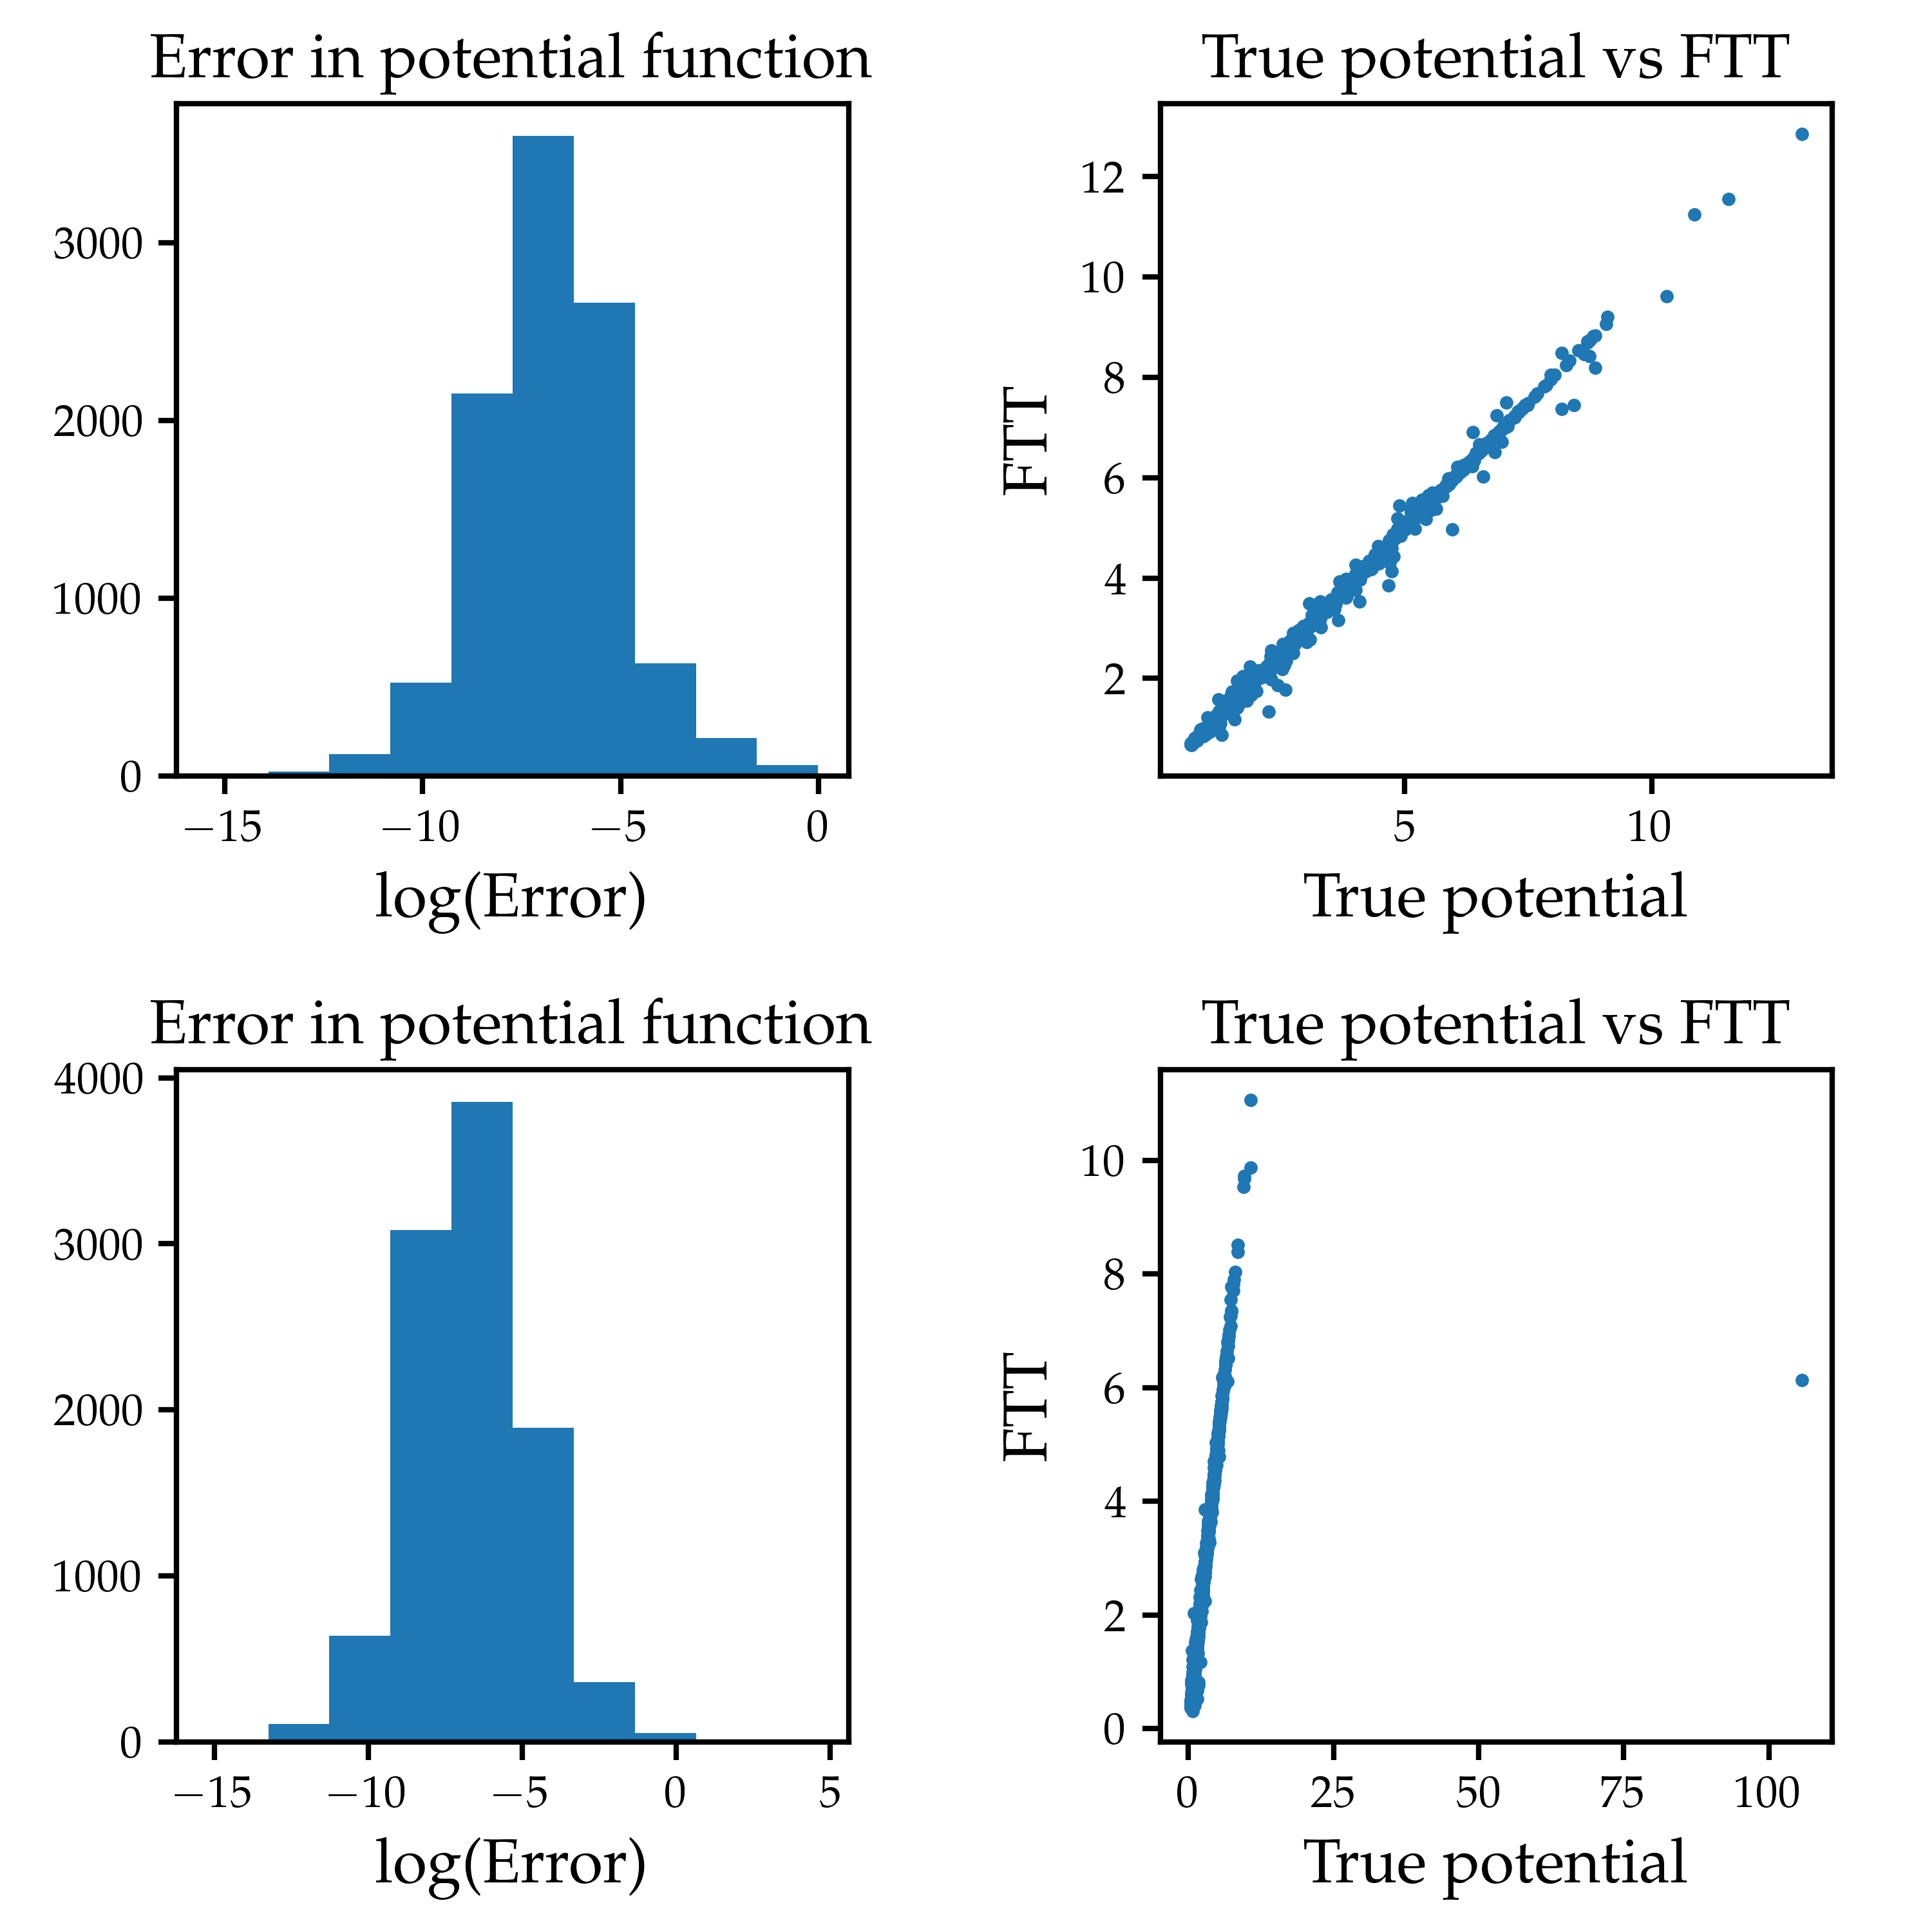 Error in potential function
3000
2000
1000
0
−15 −10 −5 0
log(Error)
True potential vs FTT
12
10
8
6
4
2
FTT
5 10
True potential
Error in potential function
4000
3000
2000
1000
0
−15 −10 −5 0 5
log(Error)
True potential vs FTT
10
8
6
4
2
0
FTT
0 25 50 75 100
True potential